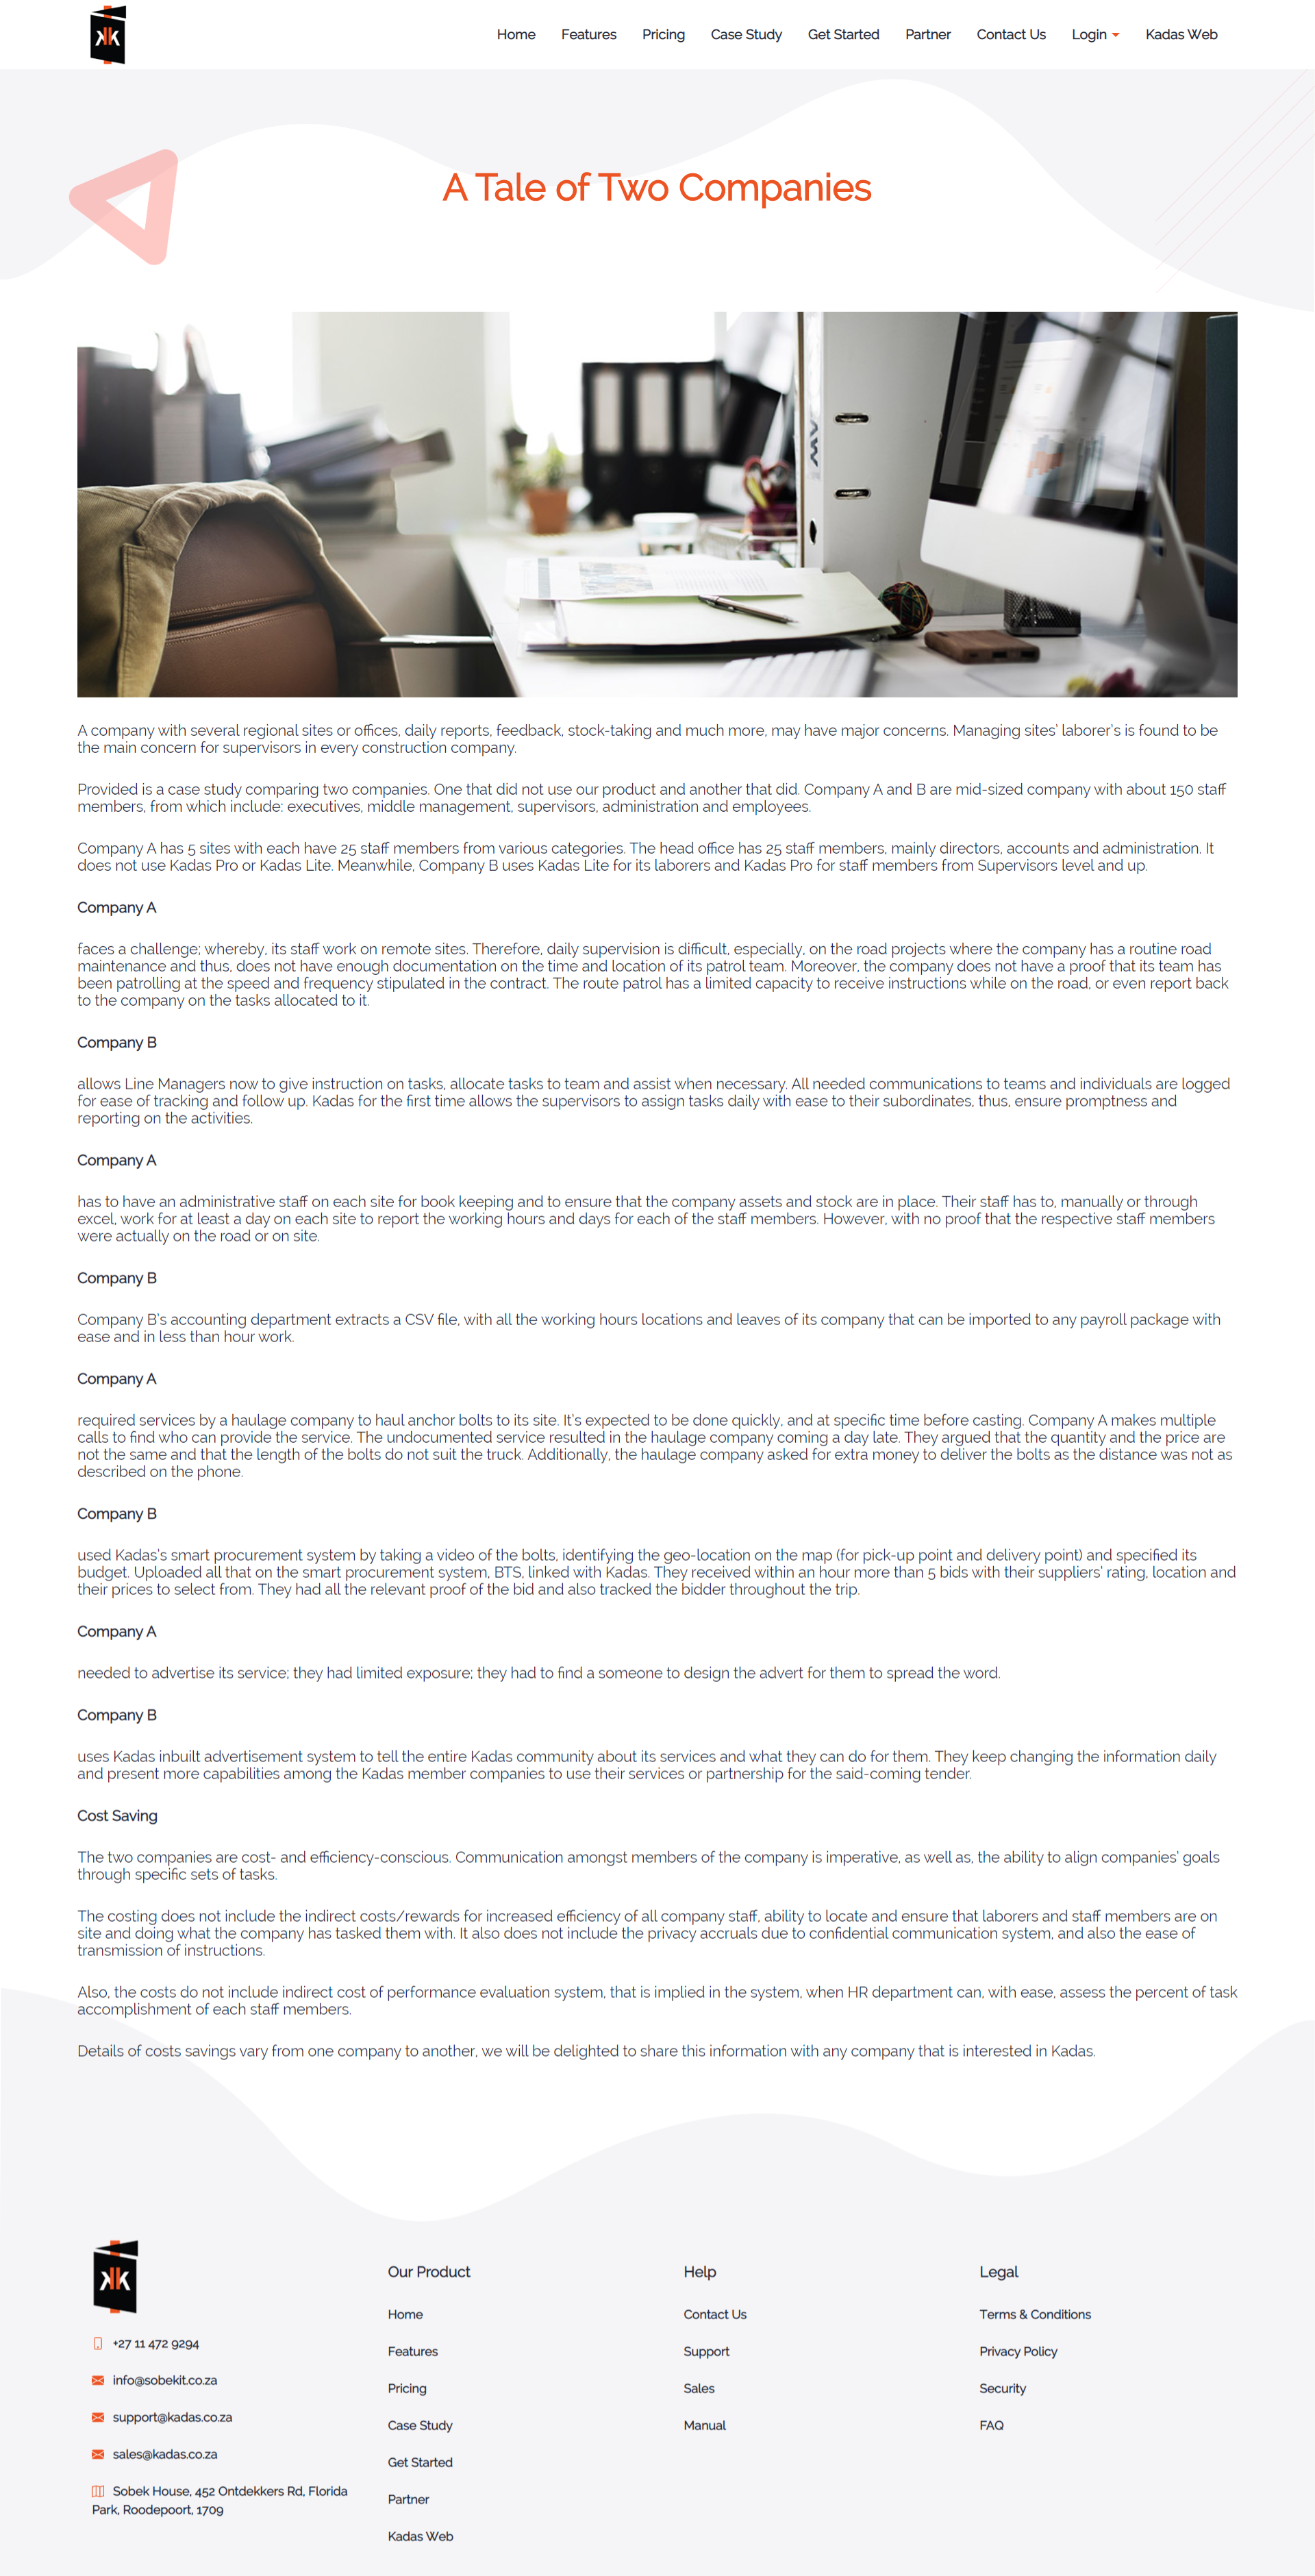 KK
Home Features Pricing Case Study Get Started Partner Contact Us Login Kadas Web
A Tale of Two Companies
A company with several regional sites or offices, daily reports, feedback, stock-taking and much more, may have major concerns. Managing sites' laborer's is found to be
the main concern for supervisors in every construction company.
Provided is a case study comparing two companies. One that did not use our product and another that did. Company A and B are mid-sized company with about 150 staff
members, from which include: executives, middle management, supervisors, administration and employees.
Company A has 5 sites with each have 25 staff members from various categories. The head office has 25 staff members, mainly directors, accounts and administration. It
does not use Kadas Pro or Kadas Lite. Meanwhile, Company B uses Kadas Lite for its laborers and Kadas Pro for staff members from Supervisors level and up.
Company A
faces a challenge; whereby, its staff work on remote sites. Therefore, daily supervision is difficult, especially, on the road projects where the company has a routine road
maintenance and thus, does not have enough documentation on the time and location of its patrol team. Moreover, the company does not have a proof that its team has
been patrolling at the speed and frequency stipulated in the contract. The route patrol has a limited capacity to receive instructions while on the road, or even report back
to the company on the tasks allocated to it.
Company B
allows Line Managers now to give instruction on tasks, allocate tasks to team and assist when necessary. All needed communications to teams and individuals are logged
for ease of tracking and follow up. Kadas for the first time allows the supervisors to assign tasks daily with ease to their subordinates, thus, ensure promptness and
reporting on the activities.
Company A
has to have an administrative staff on each site for book keeping and to ensure that the company assets and stock are in place. Their staff has to, manually or through
excel, work for at least a day on each site to report the working hours and days for each of the staff members. However, with no proof that the respective staff members
were actually on the road or on site.
Company B
Company B's accounting department extracts a CSV file, with all the working hours locations and leaves of its company that can be imported to any payroll package with
ease and in less than hour work.
Company A
required services by a haulage company to haul anchor bolts to its site. It's expected to be done quickly, and at specific time before casting. Company A makes multiple
calls to find who can provide the service. The undocumented service resulted in the haulage company coming a day late. They argued that the quantity and the price are
not the same and that the length of the bolts do not suit the truck. Additionally, the haulage company asked for extra money to deliver the bolts as the distance was not as
described on the phone.
Company B
used Kadas's smart procurement system by taking a video of the bolts, identifying the geo-location on the map (for pick-up point and delivery point) and specified its
budget. Uploaded all that on the smart procurement system, BTS, linked with Kadas. They received within an hour more than 5 bids with their suppliers' rating, location and
their prices to select from. They had all the relevant proof of the bid and also tracked the bidder throughout the trip.
Company A
needed to advertise its service; they had limited exposure; they had to find a someone to design the advert for them to spread the word.
Company B
uses Kadas inbuilt advertisement system to tell the entire Kadas community about its services and what they can do for them. They keep changing the information daily
and present more capabilities among the Kadas member companies to use their services or partnership for the said-coming tender.
Cost Saving
The two companies are cost- and efficiency-conscious. Communication amongst members of the company is imperative, as well as, the ability to align companies' goals
through specific sets of tasks.
The costing does not include the indirect costs/rewards for increased efficiency of all company staff, ability to locate and ensure that laborers and staff members are on
site and doing what the company has tasked them with. It also does not include the privacy accruals due to confidential communication system, and also the ease of
transmission of instructions.
Also, the costs do not include indirect cost of performance evaluation system, that is implied in the system, when HR department can, with ease, assess the percent of task
accomplishment of each staff members.
Details of costs savings vary from one company to another, we will be delighted to share this information with any company that is interested in Kadas.
KK
+27 11 472 9294
info@sobekit.co.za
support@kadas.co.za
sales@kadas.co.za
Sobek House, 452 Ontdekkers Rd, Florida
Park, Roodepoort, 1709
Our Product
Home
Features
Pricing
Case Study
Get Started
Partner
Kadas Web
Help
Contact Us
Support
Sales
Manual
Legal
Terms & Conditions
Privacy Policy
Security
FAQ